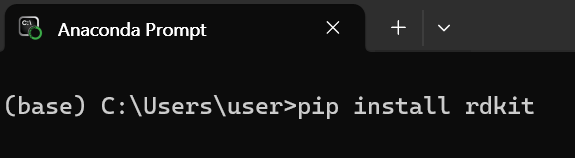 Anaconda Prompt
(base) C:\Users\user>pip install rdkit